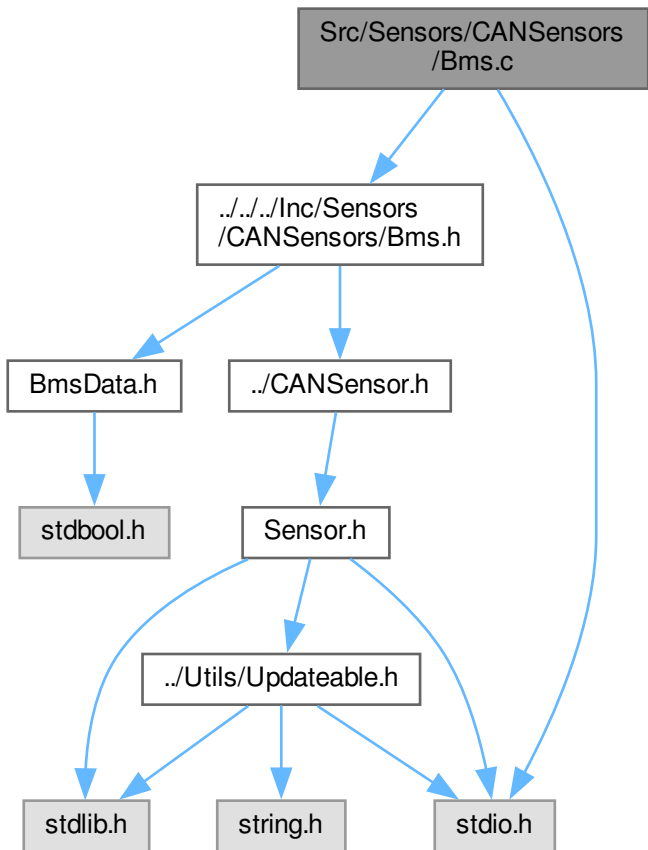 Src/Sensors/CANSensors
/Bms.c
../../../Inc/Sensors
/CANSensors/Bms.h
BmsData.h
../CANSensor.h
stdbool.h
Sensor.h
../Utils/Updateable.h
stdlib.h
string.h
stdio.h